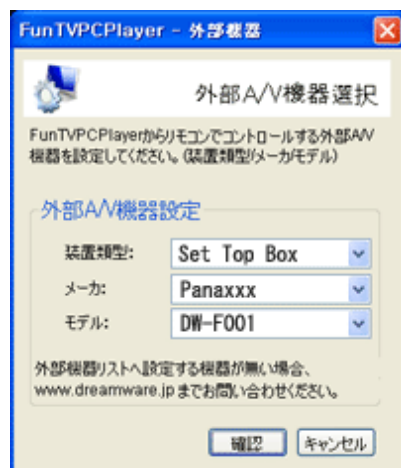 FunTVPCPlayer - 外部機器
外部A/V機器選択
FunTVPCPlayerからリモコンでコントロールする外部A/V
機器を設定してください。(装置類型/メーカ/モデル)
外部A/V機器設定
装置類型: Set Top Box
メーカ: Panaxxx
モデル: DW-F001
外部機器リストへ設定する機器が無い場合、
www.dreamware.jpまでお問い合わせください。
確認 キャンセル